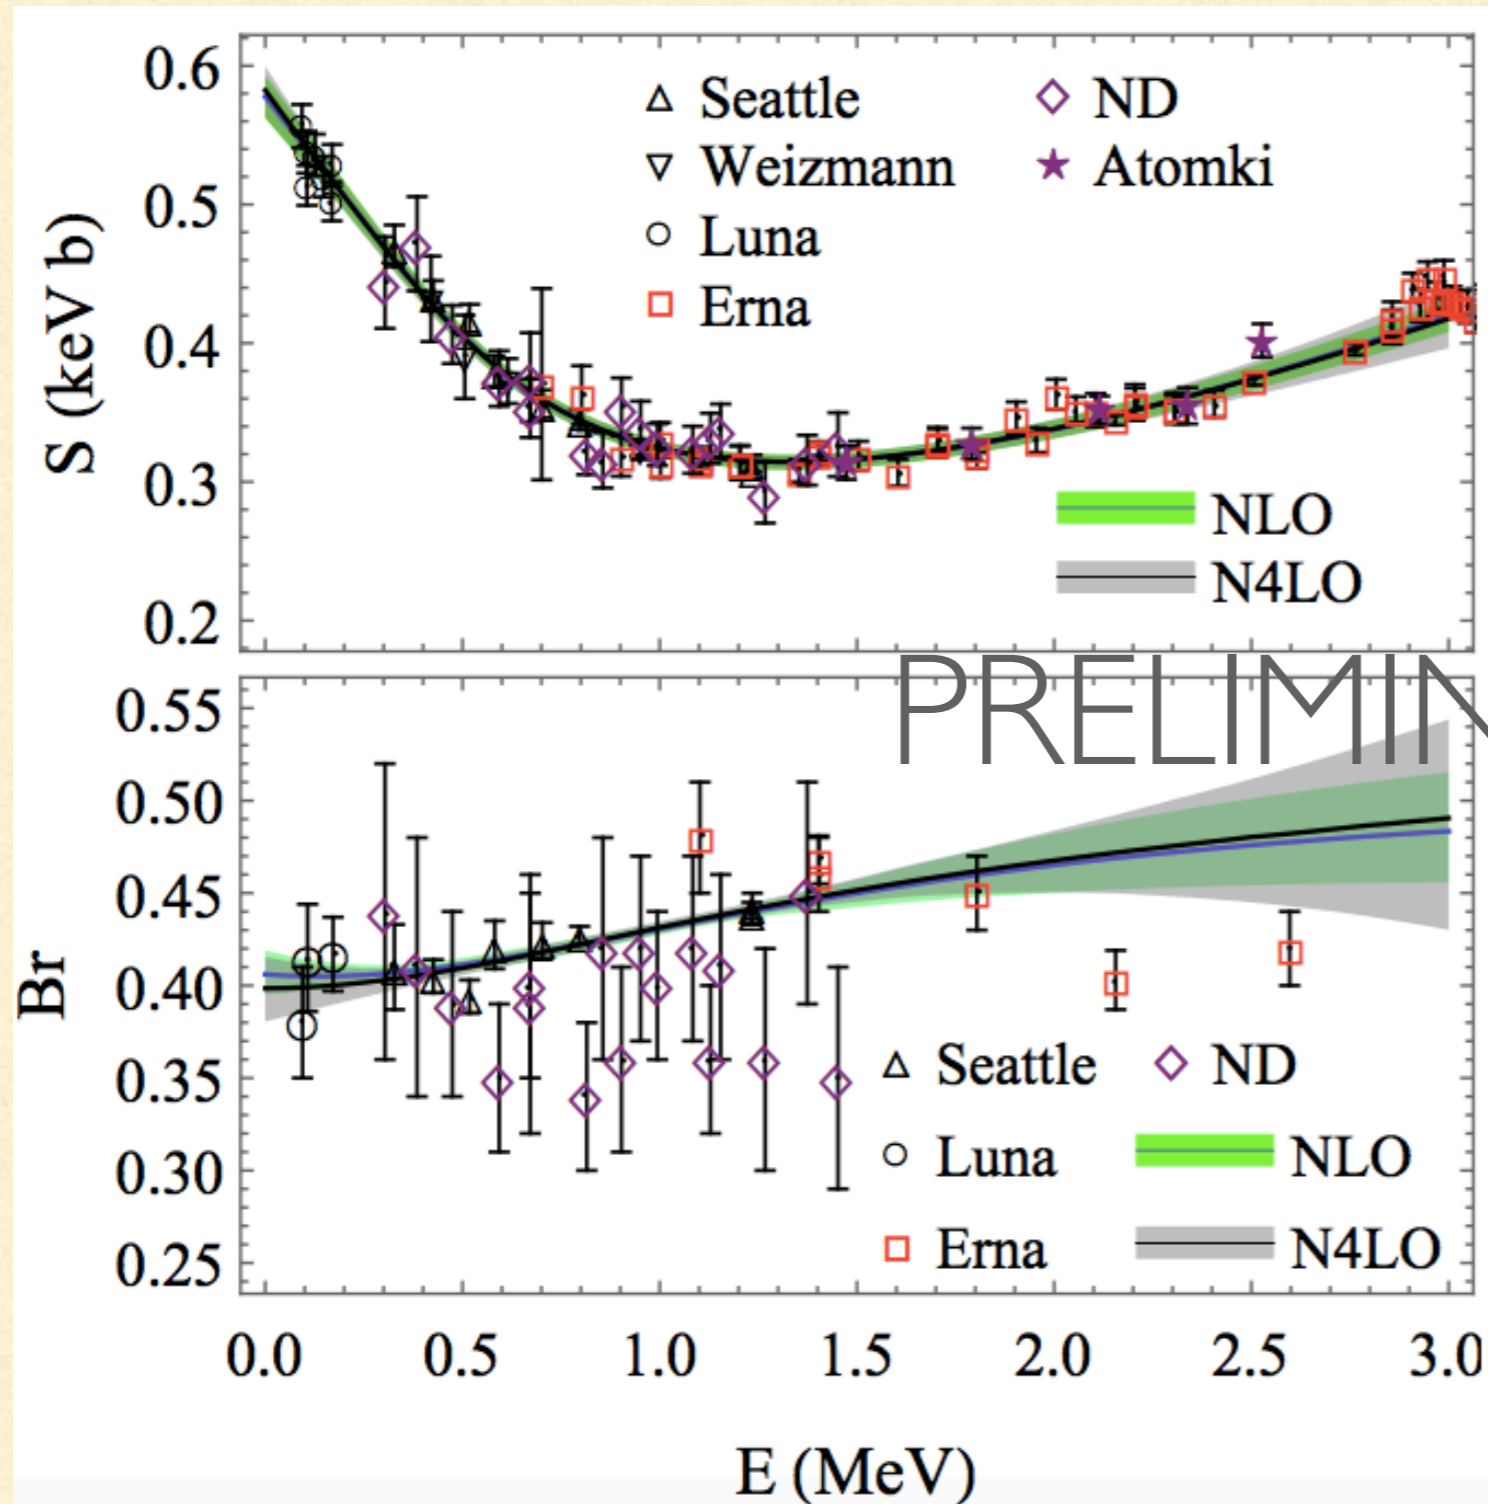 0.6
0.5
0.4
0.3
0.2
S (keV b)
Seattle
Weizmann
Luna
Erna
ND
Atomki
NLO
N4LO
PRELIMIN
0.55
0.50
0.45
0.40
0.35
0.30
0.25
Br
Seattle
ND
Luna
NLO
Erna
N4LO
0.0 0.5 1.0 1.5 2.0 2.5 3.0
E (MeV)